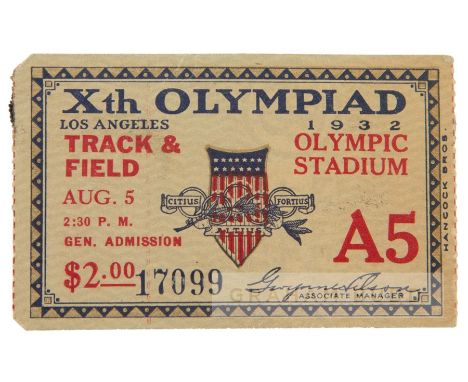 Xth OLYMPIAD
LOS ANGELES 1932
TRACK & FIELD
OLYMPIC STADIUM
AUG. 5
2:30 P. M.
GEN. ADMISSION
CITIUS FORTIUS
ALTIUS
A5
$2.00 17099
ASSOCIATE MANAGER
HANCOCK BROS.